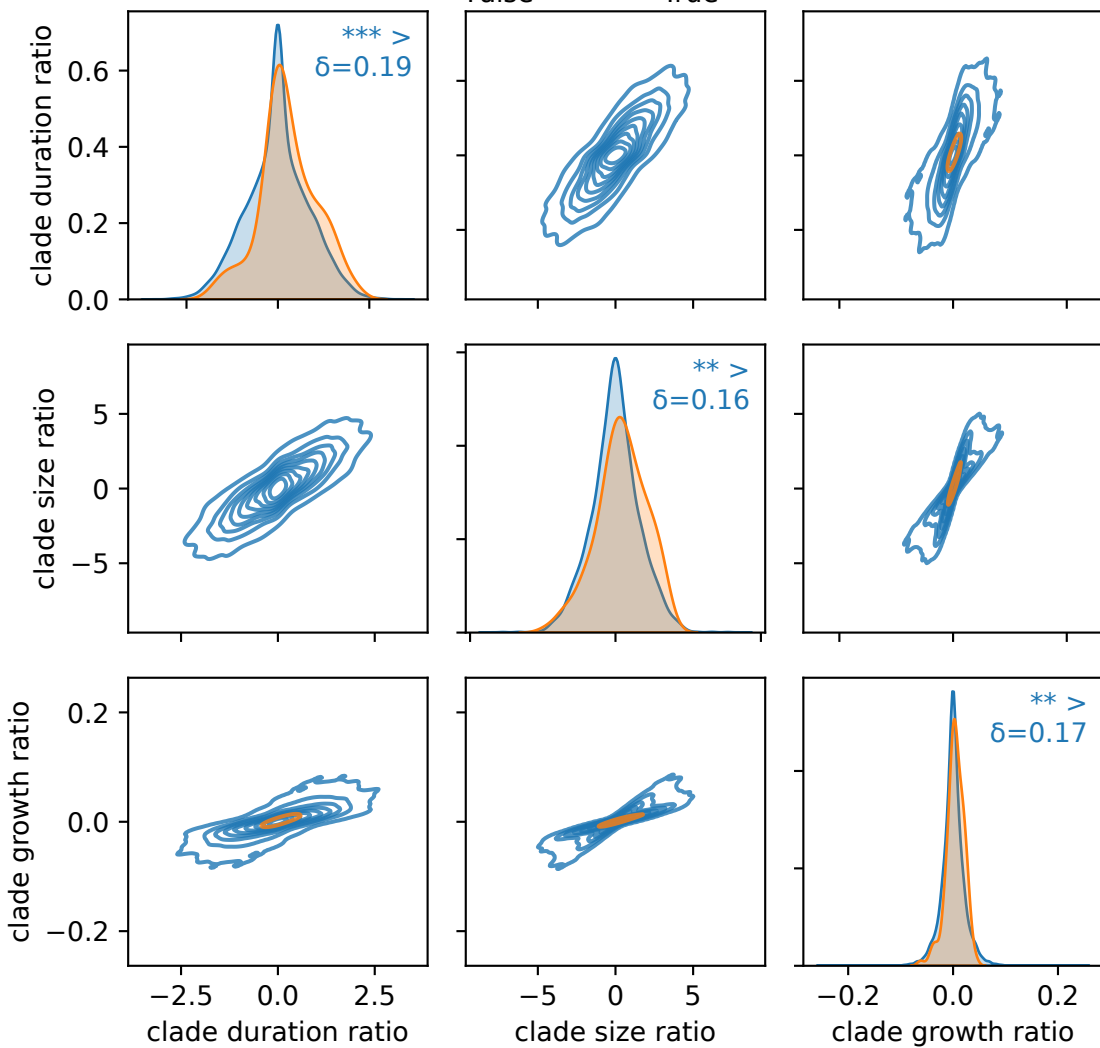 clade duration ratio
0.6
0.4
0.2
0.0
*** >
δ=0.19
clade size ratio
5
0
−5
** >
δ=0.16
clade growth ratio
0.2
0.0
−0.2
** >
δ=0.17
−2.5 0.0 2.5
−5 0 5
−0.2 0.0 0.2
clade duration ratio
clade size ratio
clade growth ratio